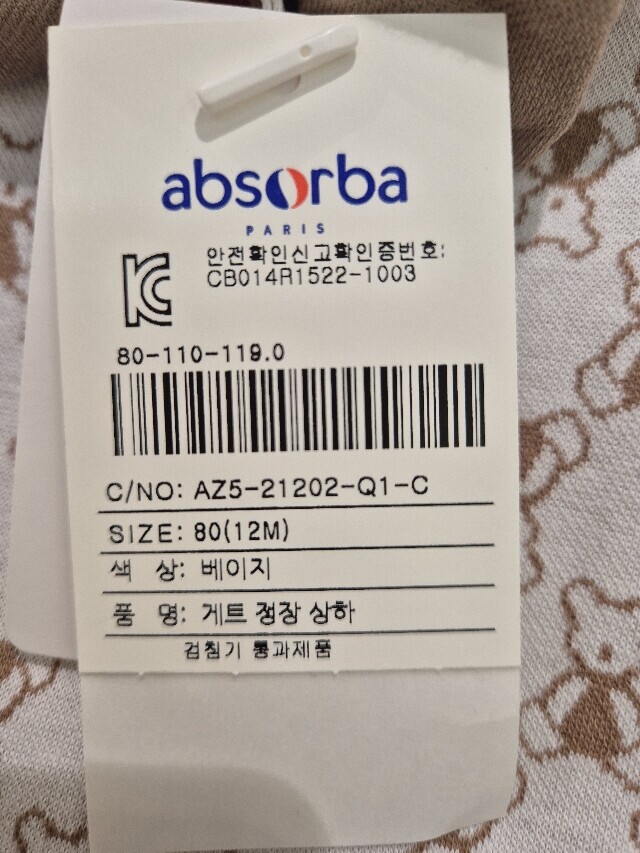 absorba
PARIS
안전확인신고확인증번호:
CB014R1522-1003
80-110-119.0
C/NO: AZ5-21202-Q1-C
SIZE: 80(12M)
색 상: 베이지
품 명: 게트 정장 상하
검침기 통과제품